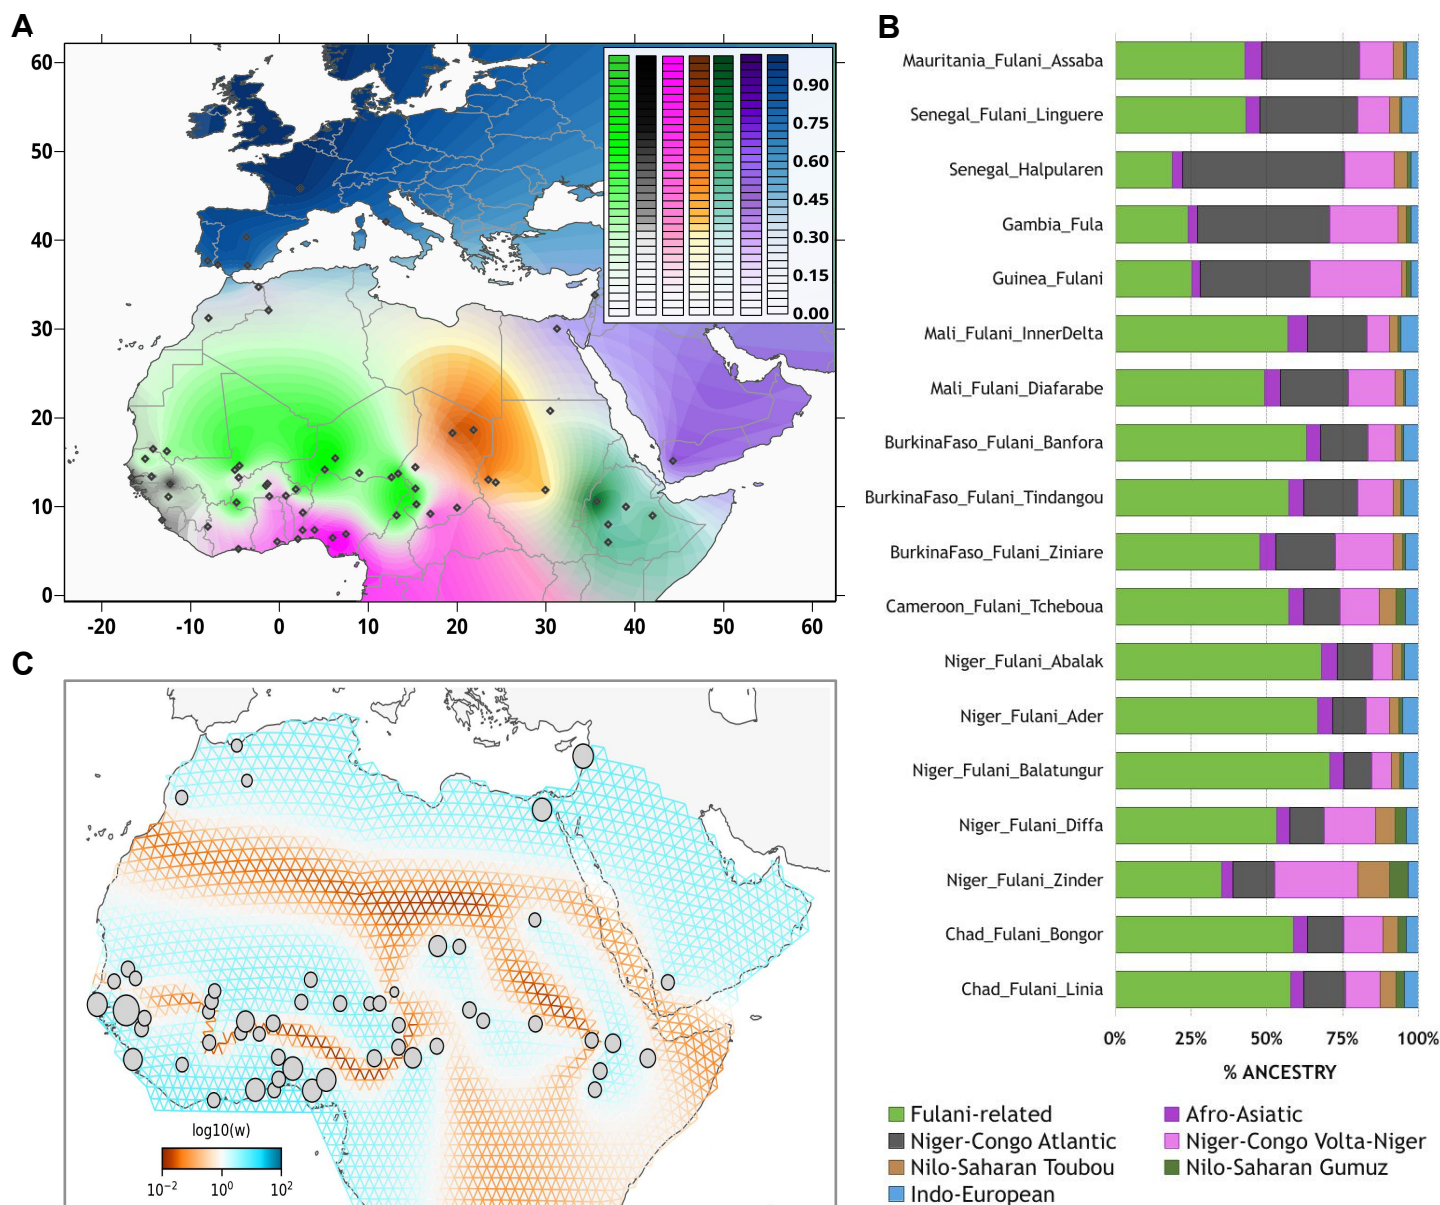 A
60
50
40
30
20
10
0
-20 -10 0 10 20 30 40 50 60
0.90
0.75
0.60
0.45
0.30
0.15
0.00
B
Mauritania_Fulani_Assaba
Senegal_Fulani_Linguere
Senegal_Halpularen
Gambia_Fula
Guinea_Fulani
Mali_Fulani_InnerDelta
Mali_Fulani_Diafarabe
BurkinaFaso_Fulani_Banfora
BurkinaFaso_Fulani_Tindangou
BurkinaFaso_Fulani_Ziniare
Cameroon_Fulani_Tcheboua
Niger_Fulani_Abalak
Niger_Fulani_Ader
Niger_Fulani_Balatungur
Niger_Fulani_Diffa
Niger_Fulani_Zinder
Chad_Fulani_Bongor
Chad_Fulani_Linia
0% 25% 50% 75% 100%
% ANCESTRY
Fulani-related
Afro-Asiatic
Niger-Congo Atlantic
Niger-Congo Volta-Niger
Nilo-Saharan Toubou
Nilo-Saharan Gumuz
Indo-European
C
log10(w)
10⁻² 10⁰ 10²